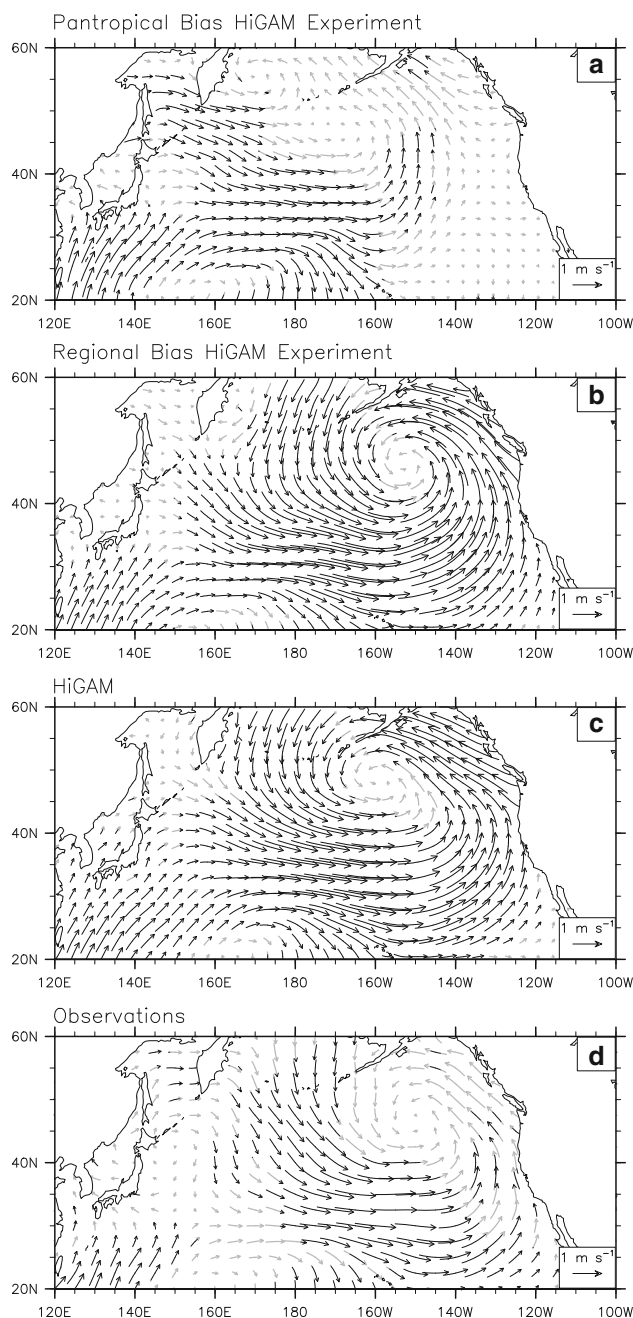 Pantropical Bias HiGAM Experiment
60N
a
40N
1 m s⁻¹
20N
120E 140E 160E 180 160W 140W 120W 100W
Regional Bias HiGAM Experiment
60N
b
40N
1 m s⁻¹
20N
120E 140E 160E 180 160W 140W 120W 100W
HiGAM
60N
c
40N
1 m s⁻¹
20N
120E 140E 160E 180 160W 140W 120W 100W
Observations
60N
d
40N
1 m s⁻¹
20N
120E 140E 160E 180 160W 140W 120W 100W